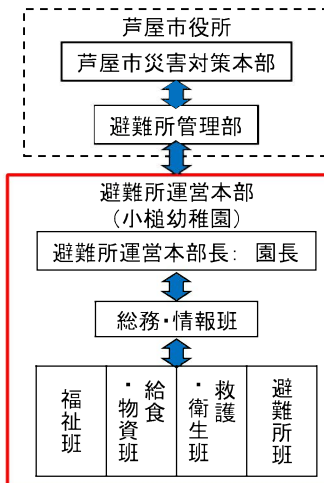 芦屋市役所
芦屋市災害対策本部
避難所管理部
避難所運営本部
(小槌幼稚園)
避難所運営本部長： 園長
総務・情報班
福祉班
給食
・物資班
救護
・衛生班
避難所班